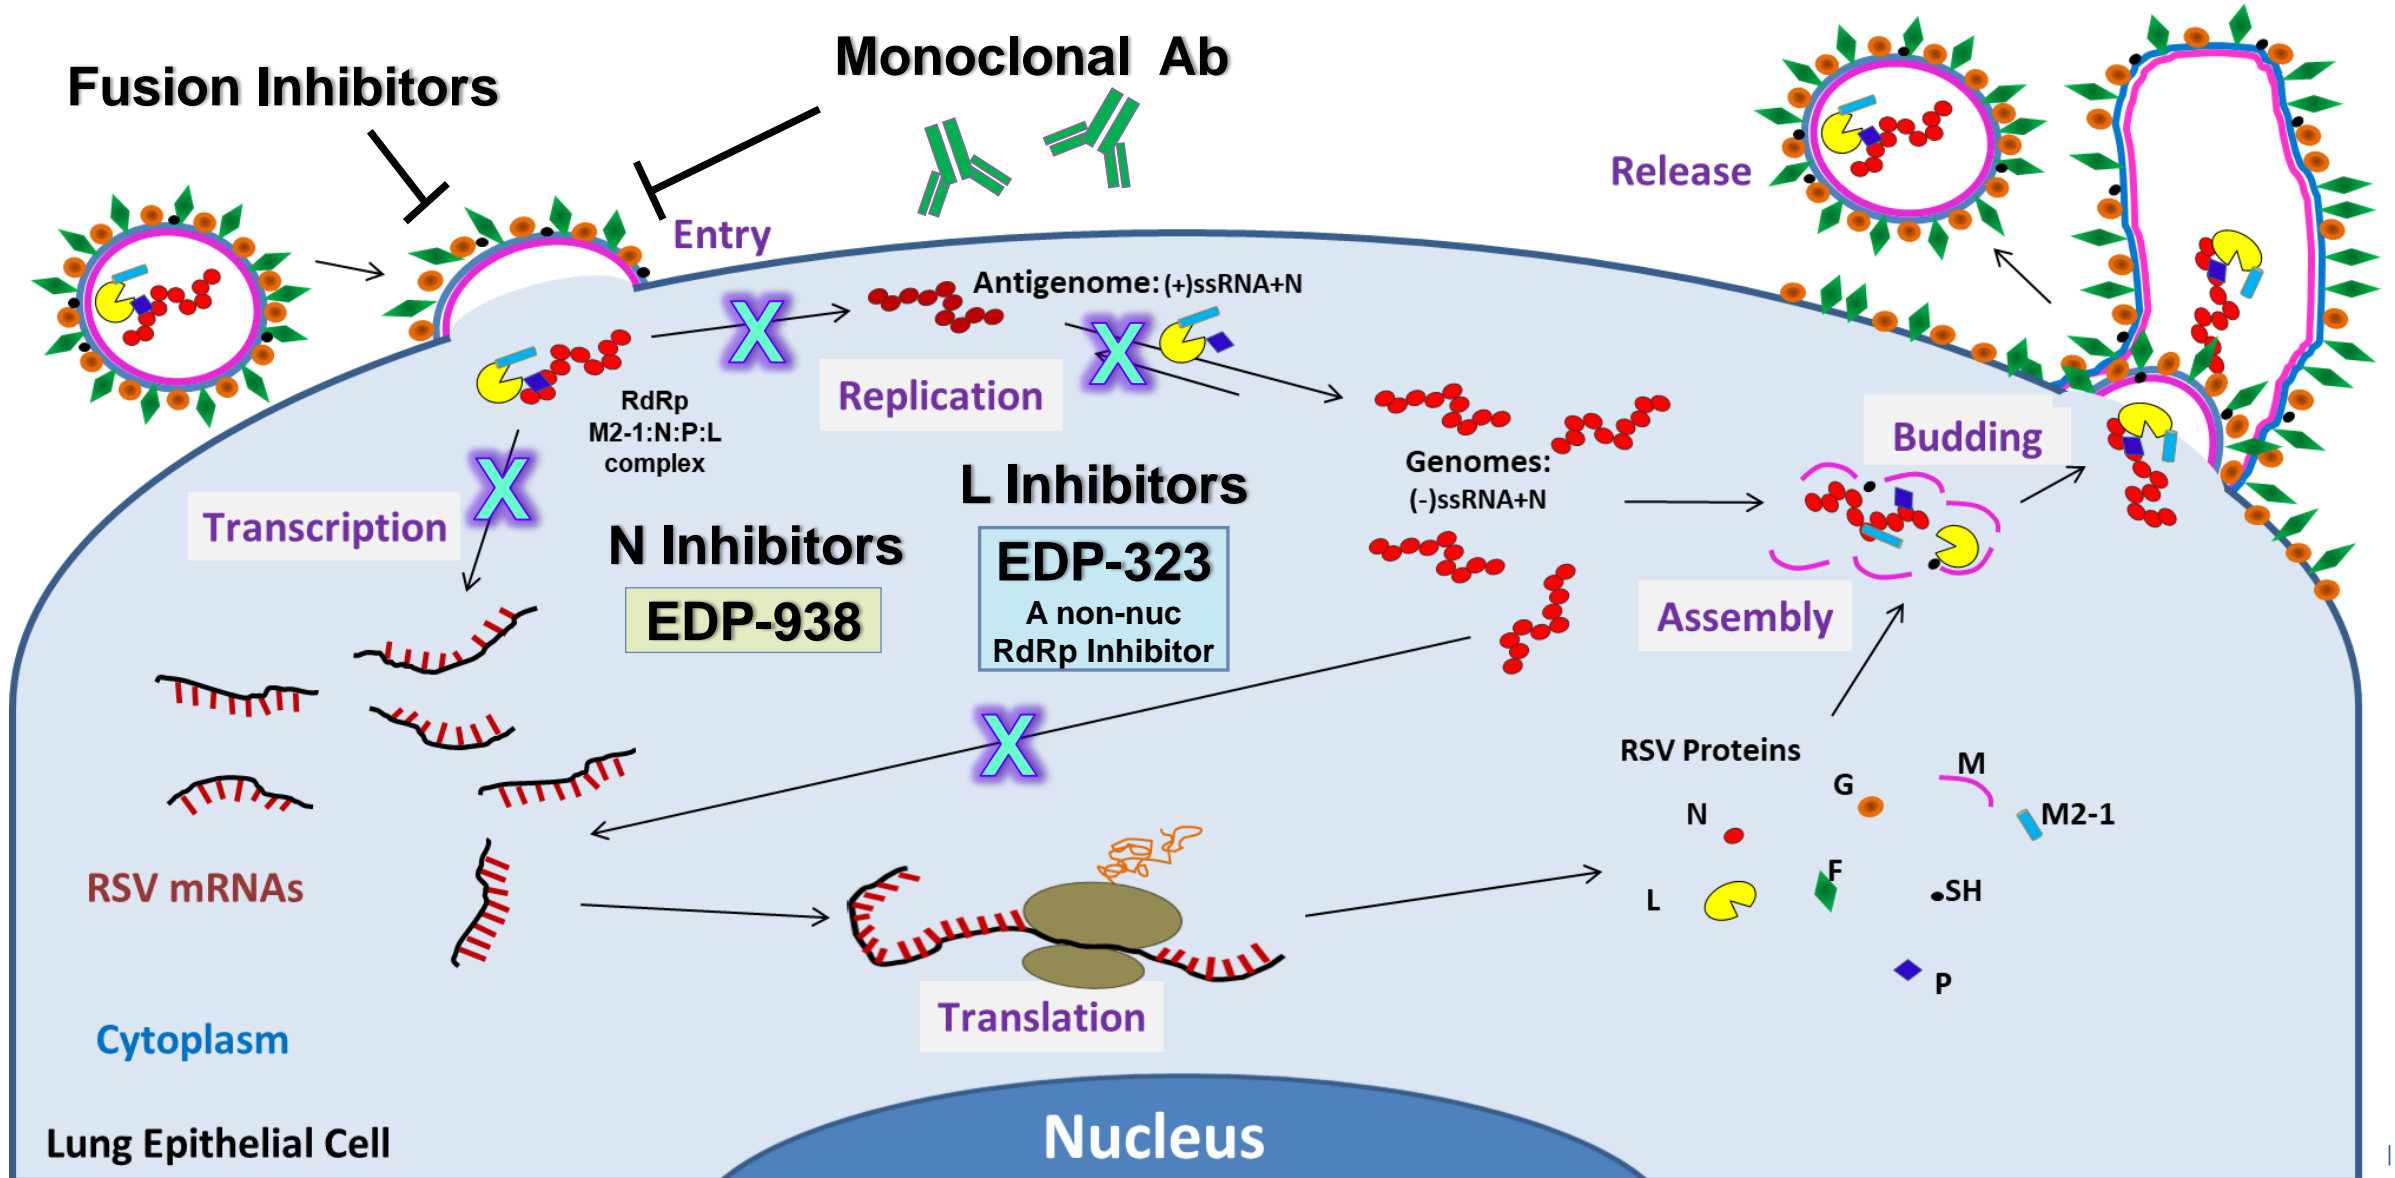 Monoclonal Ab
Fusion Inhibitors
Release
Entry
Antigenome: (+)ssRNA+N
Replication
RdRp
M2-1:N:P:L
complex
Budding
Genomes:
(-)ssRNA+N
L Inhibitors
Transcription
N Inhibitors
EDP-323
A non-nuc
RdRp Inhibitor
EDP-938
Assembly
RSV Proteins
M
G
N
M2-1
F
L
SH
P
RSV mRNAs
Translation
Cytoplasm
Nucleus
Lung Epithelial Cell